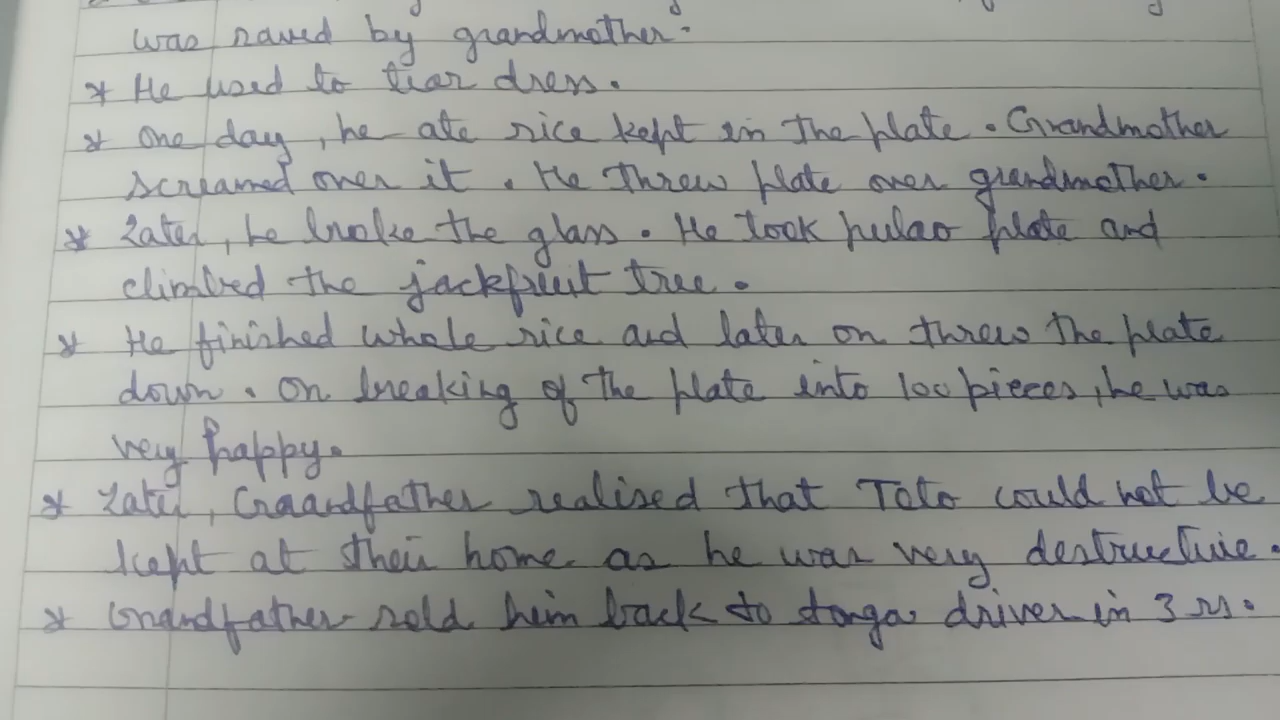 was saved by grandmother.
* He used to tear dress.
* One day, he ate rice kept in the plate. Grandmother
screamed over it. He threw plate over grandmother.
* Later, he broke the glass. He took pulao plate and
climbed the jackfruit tree.
* He finished whole rice and later on threw the plate
down. On breaking of the plate into 100 pieces, he was
very happy.
* Later, Graandfather realised that Toto could not be
kept at their home as he was very destructive.
* Grandfather sold him back to tonga driver in 3 rs.